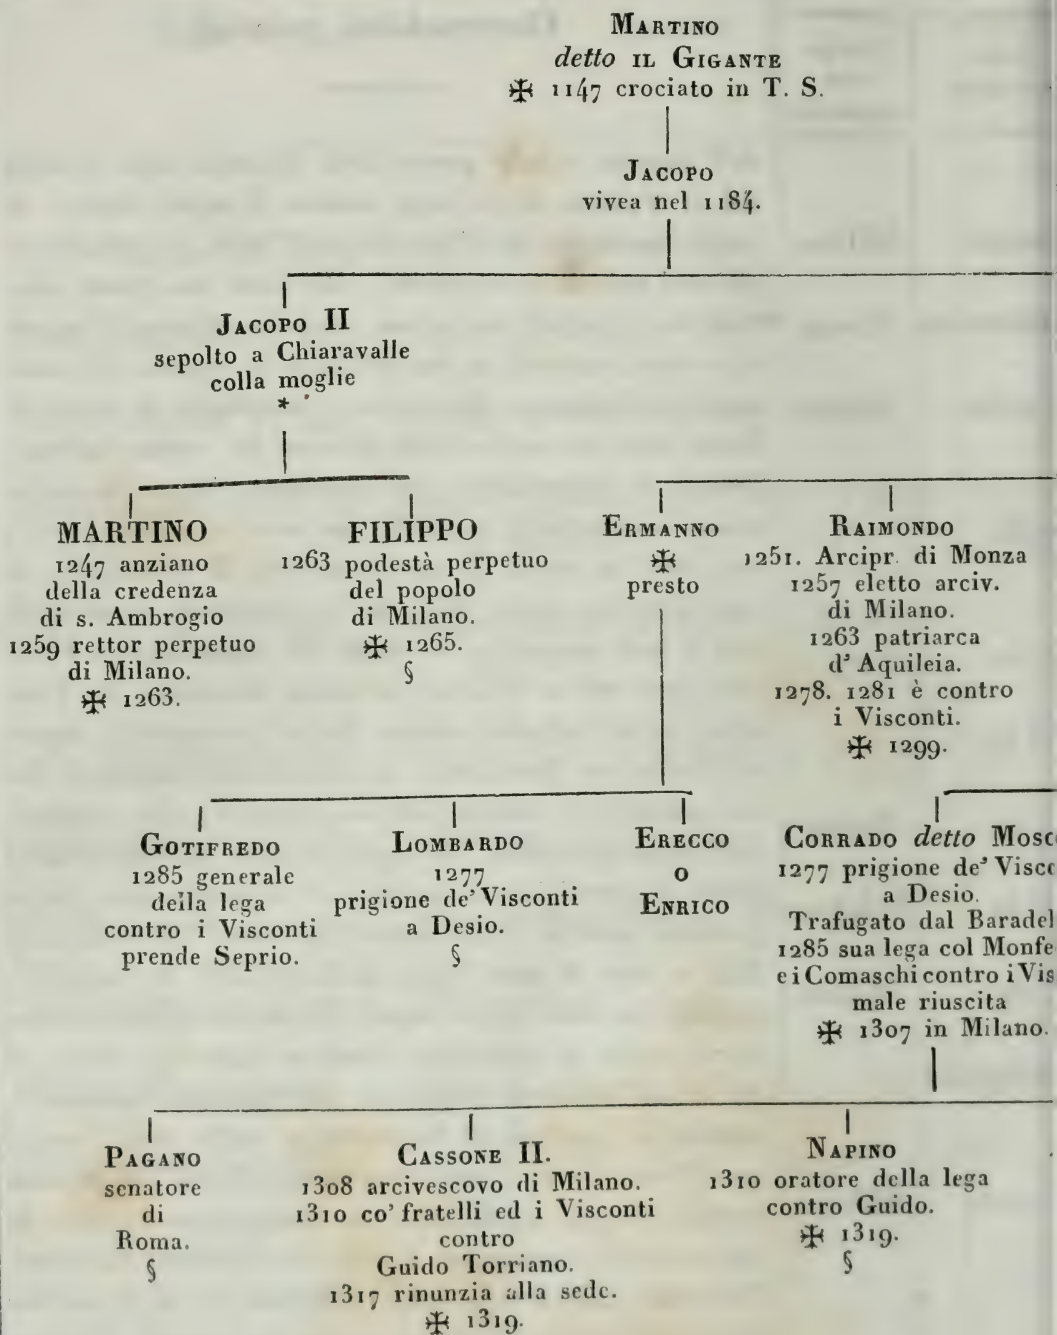 MARTINO
detto IL GIGANTE
✠ 1147 crociato in T. S.
JACOPO
vivea nel 1184.
JACOPO II
sepolto a Chiaravalle
colla moglie
*
MARTINO
1247 anziano
della credenza
di s. Ambrogio
1259 rettor perpetuo
di Milano.
✠ 1263.
FILIPPO
1263 podestà perpetuo
del popolo
di Milano.
✠ 1265.
§
ERMANNO
✠
presto
RAIMONDO
1251. Arcipr. di Monza
1257 eletto arciv.
di Milano.
1263 patriarca
d'Aquileia.
1278. 1281 è contro
i Visconti.
✠ 1299.
GOTIFREDO
1285 generale
della lega
contro i Visconti
prende Seprio.
LOMBARDO
1277
prigione de' Visconti
a Desio.
§
ERECCO
o
ENRICO
CORRADO detto Mosc
1277 prigione de' Visco
a Desio.
Trafugato dal Baradel
1285 sua lega col Monfe
e i Comaschi contro i Vis
male riuscita
✠ 1307 in Milano.
PAGANO
senatore
di
Roma.
§
CASSONE II.
1308 arcivescovo di Milano.
1310 co' fratelli ed i Visconti
contro
Guido Torriano.
1317 rinunzia alla sede.
✠ 1319.
NAPINO
1310 oratore della lega
contro Guido.
✠ 1319.
§